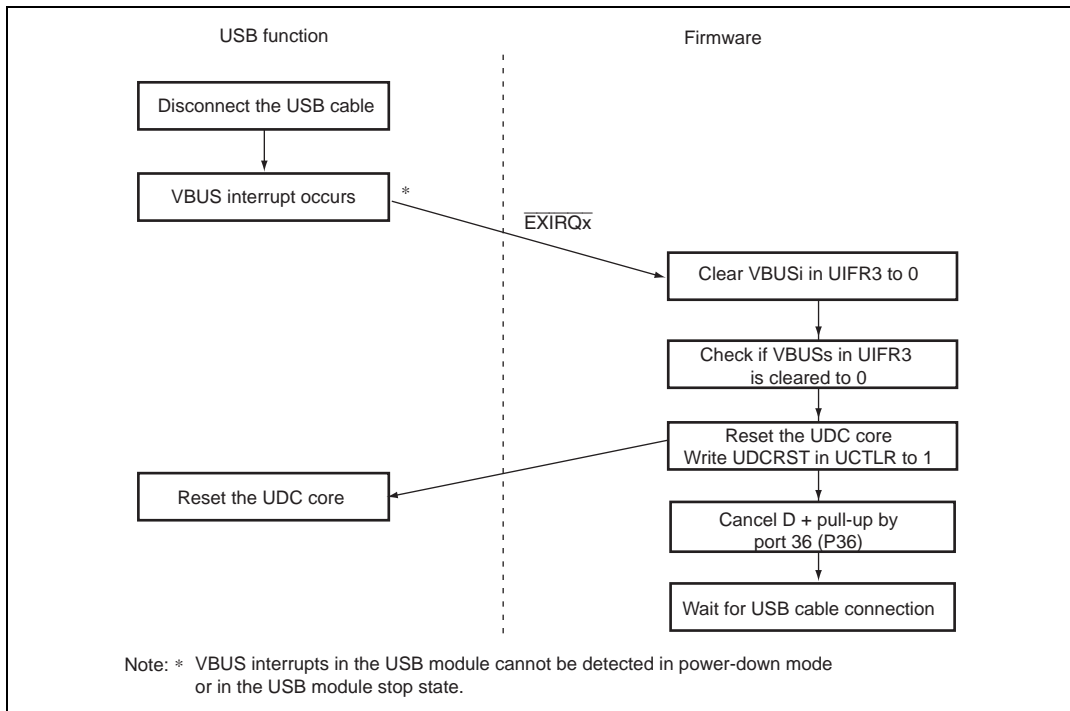 USB function
Firmware
Disconnect the USB cable
VBUS interrupt occurs
*
EXIRQx
Clear VBUSi in UIFR3 to 0
Check if VBUSs in UIFR3
is cleared to 0
Reset the UDC core
Write UDCRST in UCTLR to 1
Reset the UDC core
Cancel D + pull-up by
port 36 (P36)
Wait for USB cable connection
Note: * VBUS interrupts in the USB module cannot be detected in power-down mode
or in the USB module stop state.